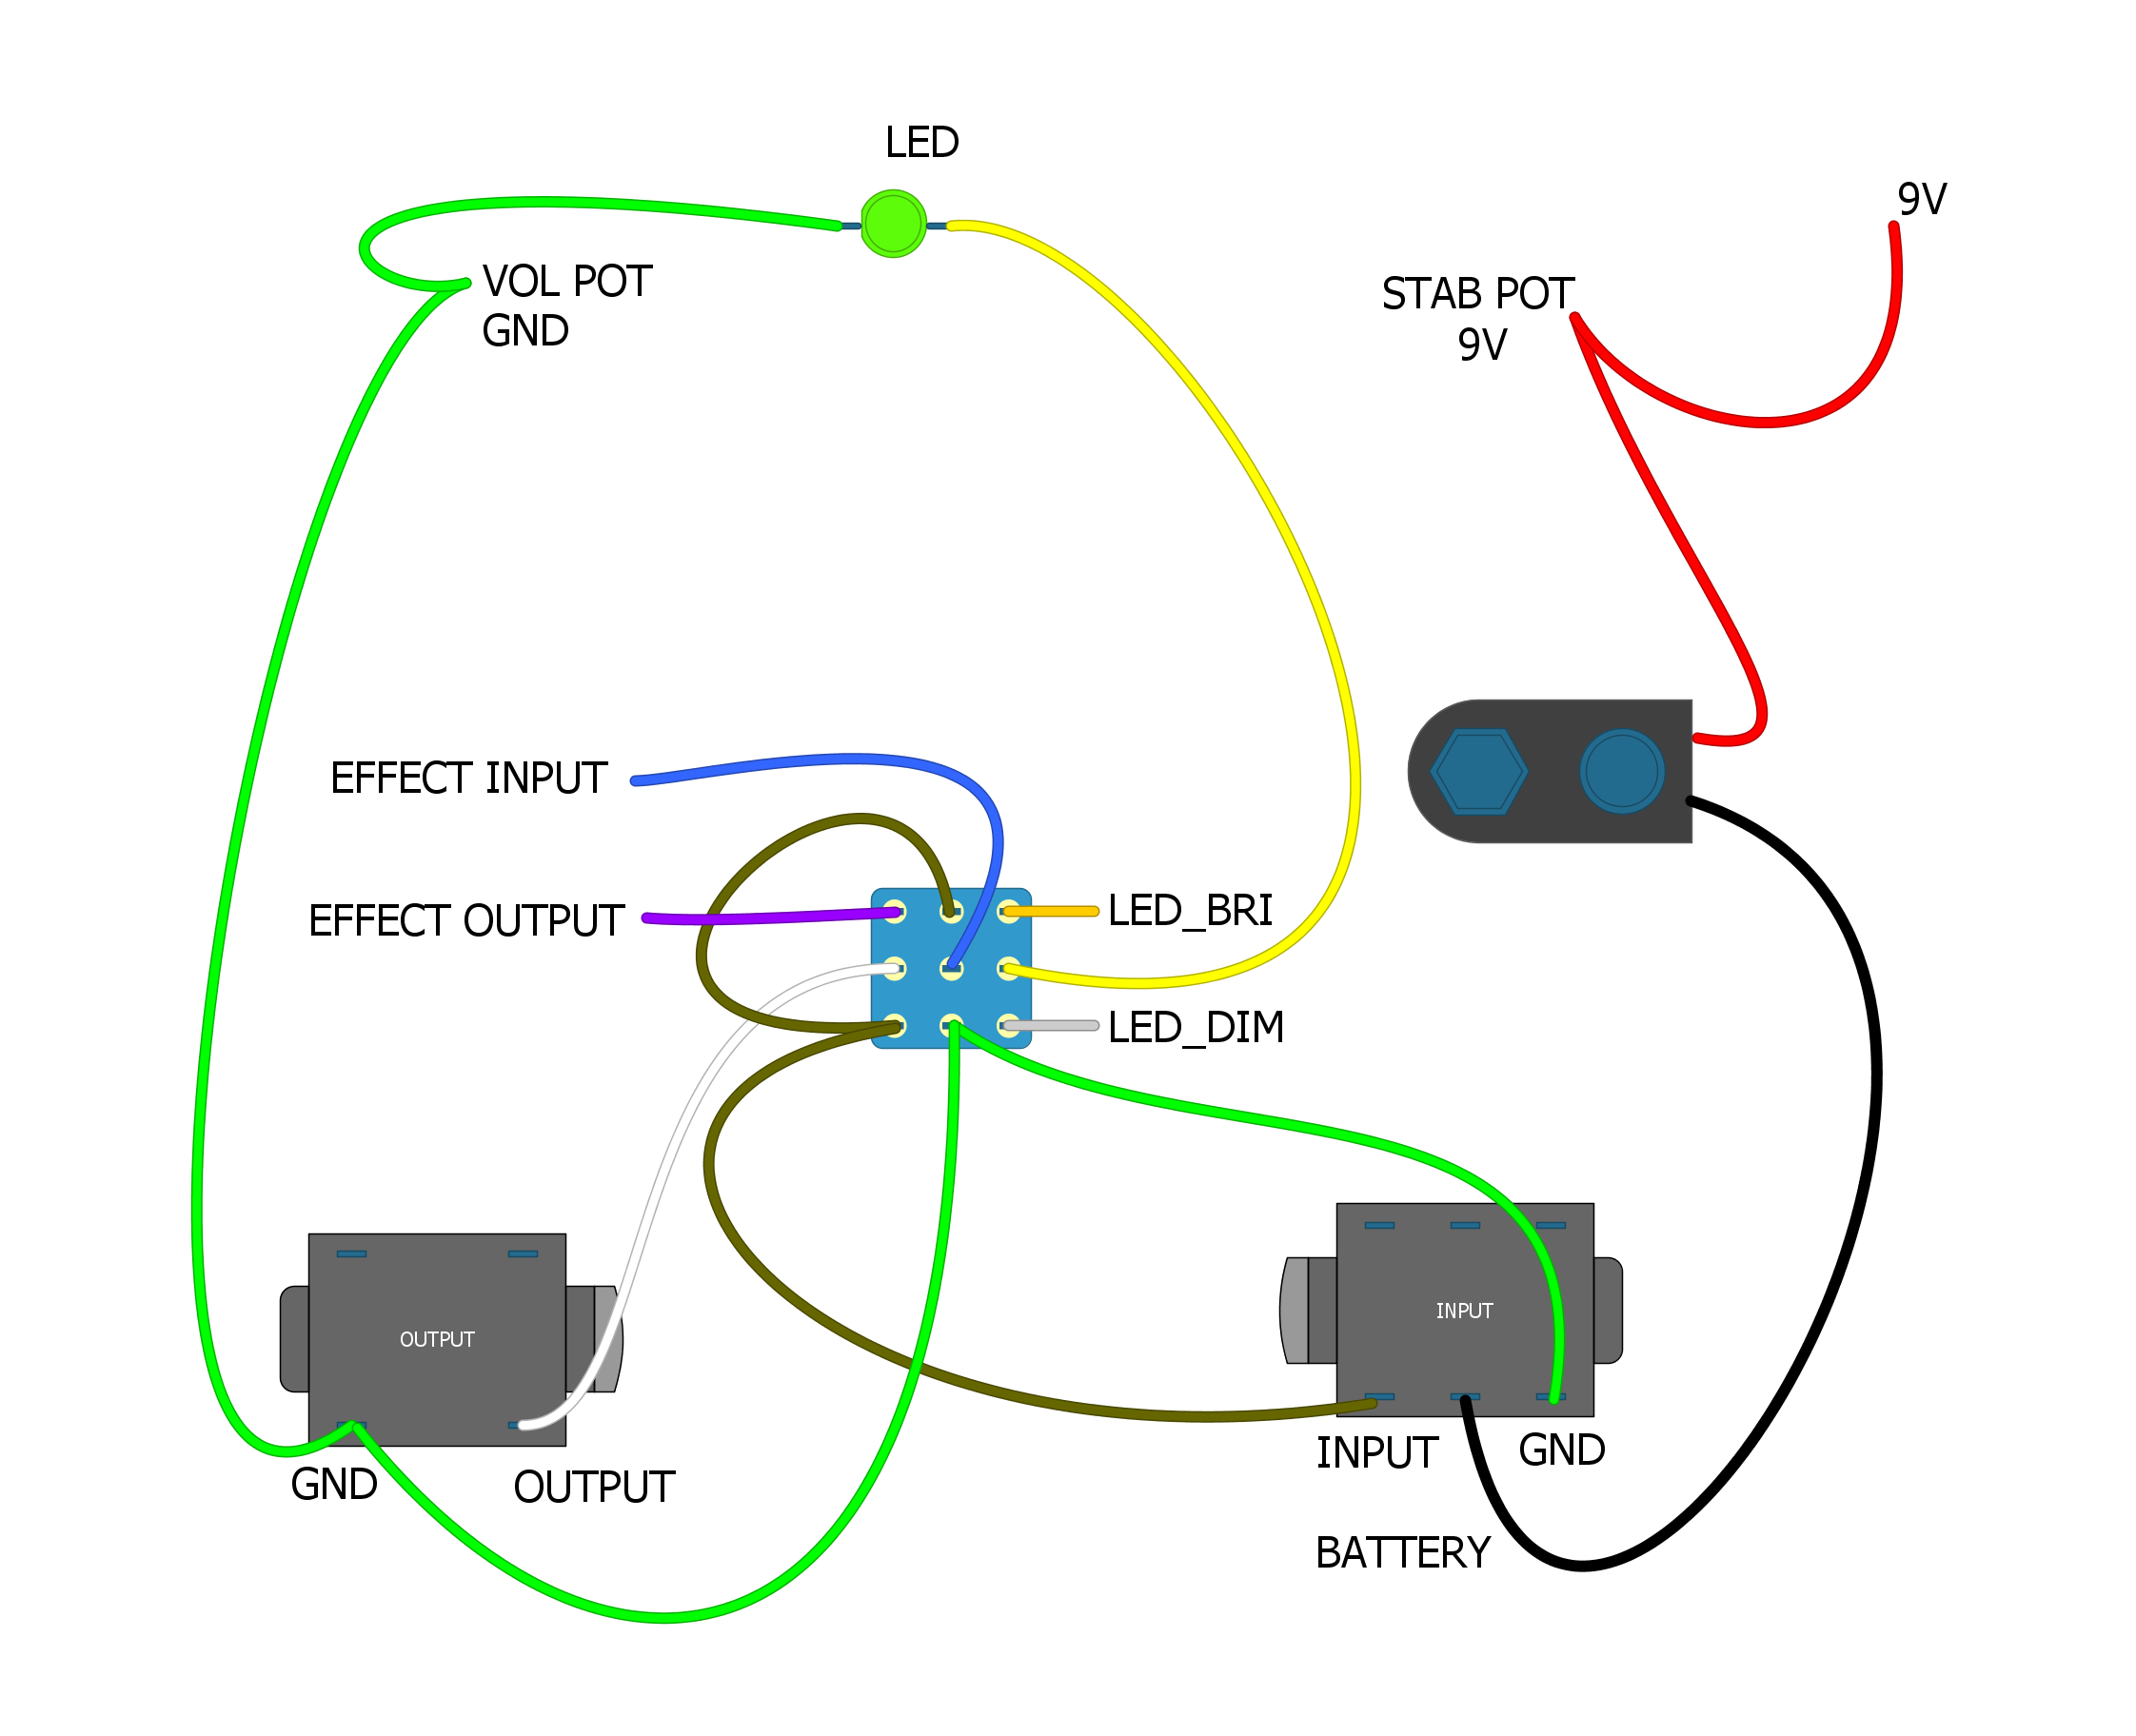 LED
9V
VOL POT
GND
STAB POT
9V
EFFECT INPUT
EFFECT OUTPUT
LED_BRI
LED_DIM
OUTPUT
INPUT
GND
OUTPUT
INPUT
GND
BATTERY